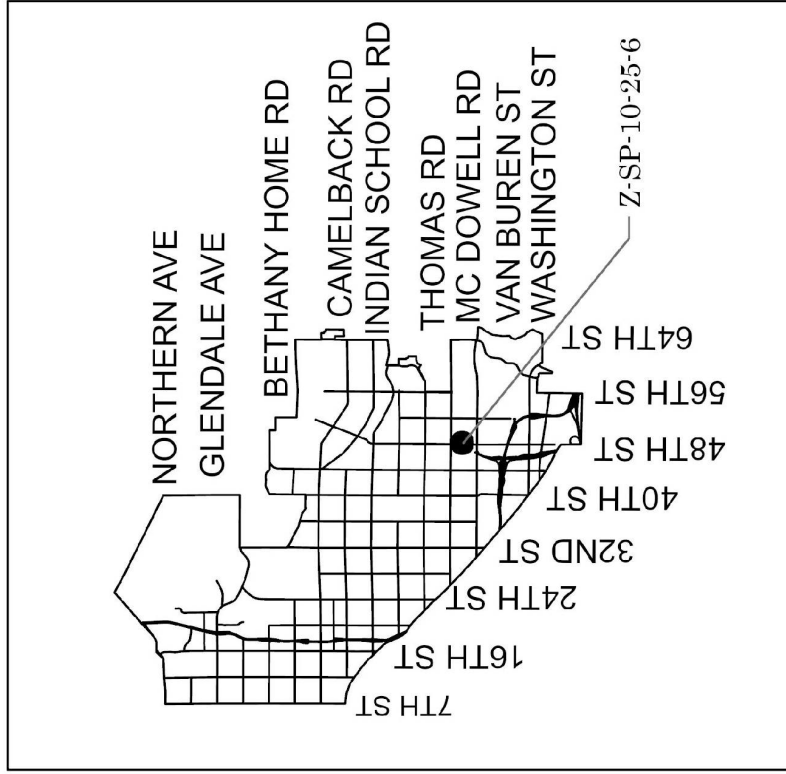 NORTHERN AVE
GLENDALE AVE
BETHANY HOME RD
CAMELBACK RD
INDIAN SCHOOL RD
THOMAS RD
MC DOWELL RD
VAN BUREN ST
WASHINGTON ST
7TH ST
16TH ST
24TH ST
32ND ST
40TH ST
48TH ST
56TH ST
64TH ST
Z-SP-10-25-6